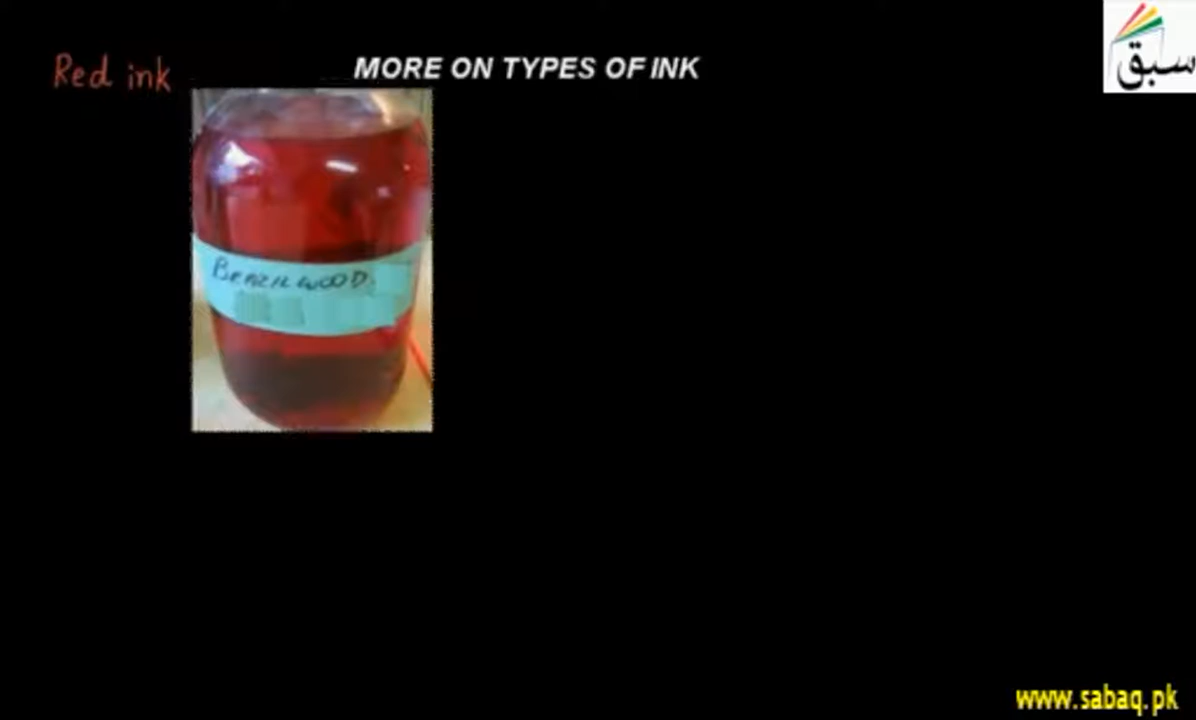 Red ink
MORE ON TYPES OF INK
سبق
BRAZILWOOD.
www.sabaq.pk